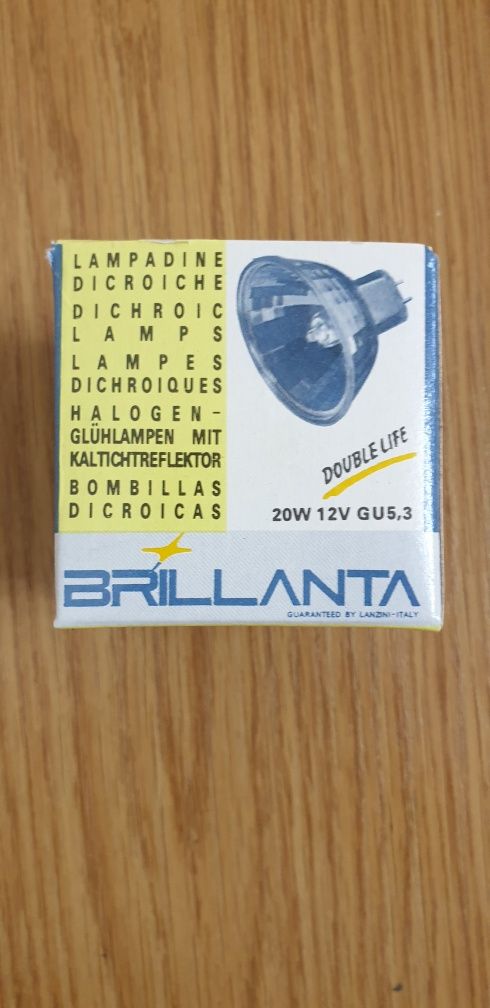 LAMPADINE
DICROICHE
DICHROIC
LAMPS
LAMPES
DICHROIQUES
HALOGEN-
GLÜHLAMPEN MIT
KALTICHTREFLEKTOR
BOMBILLAS
DICROICAS
DOUBLE LIFE
20W 12V GU5,3
BRILLANTA
GUARANTEED BY LANZINI-ITALY